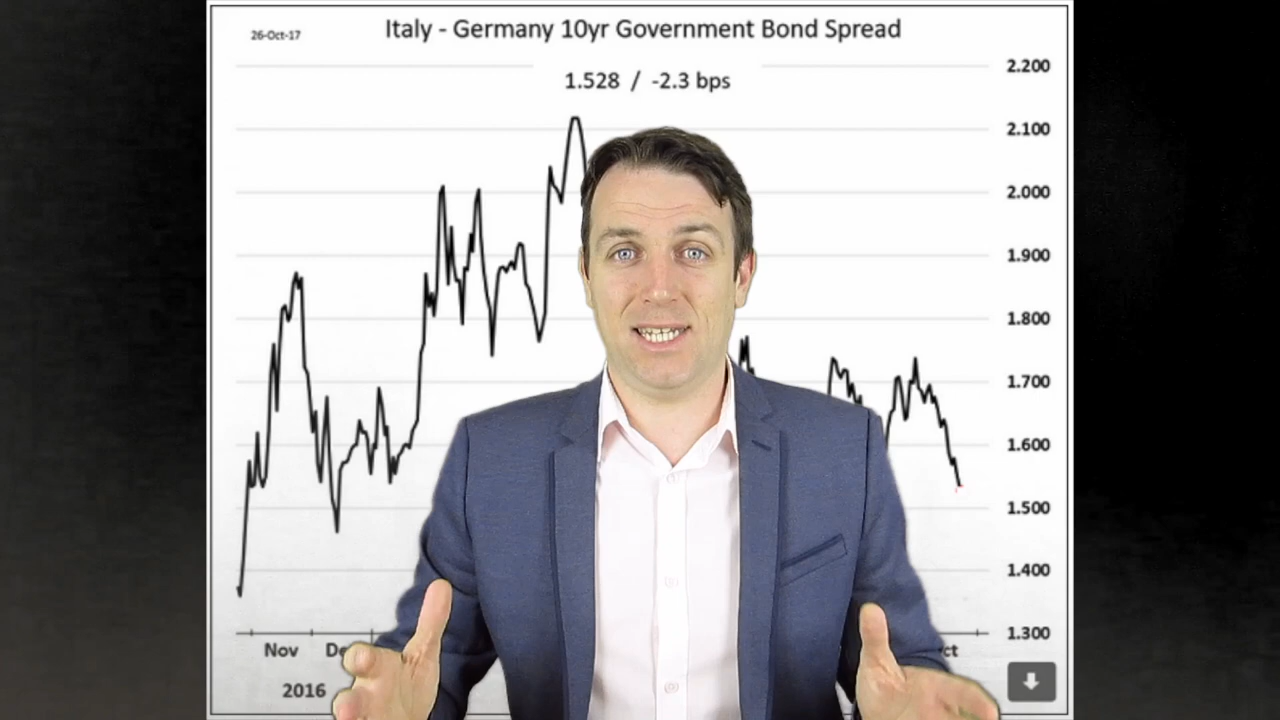 26-Oct-17
Italy - Germany 10yr Government Bond Spread
1.528 / -2.3 bps
2.200
2.100
2.000
1.900
1.800
1.700
1.600
1.500
1.400
1.300
Nov
2016